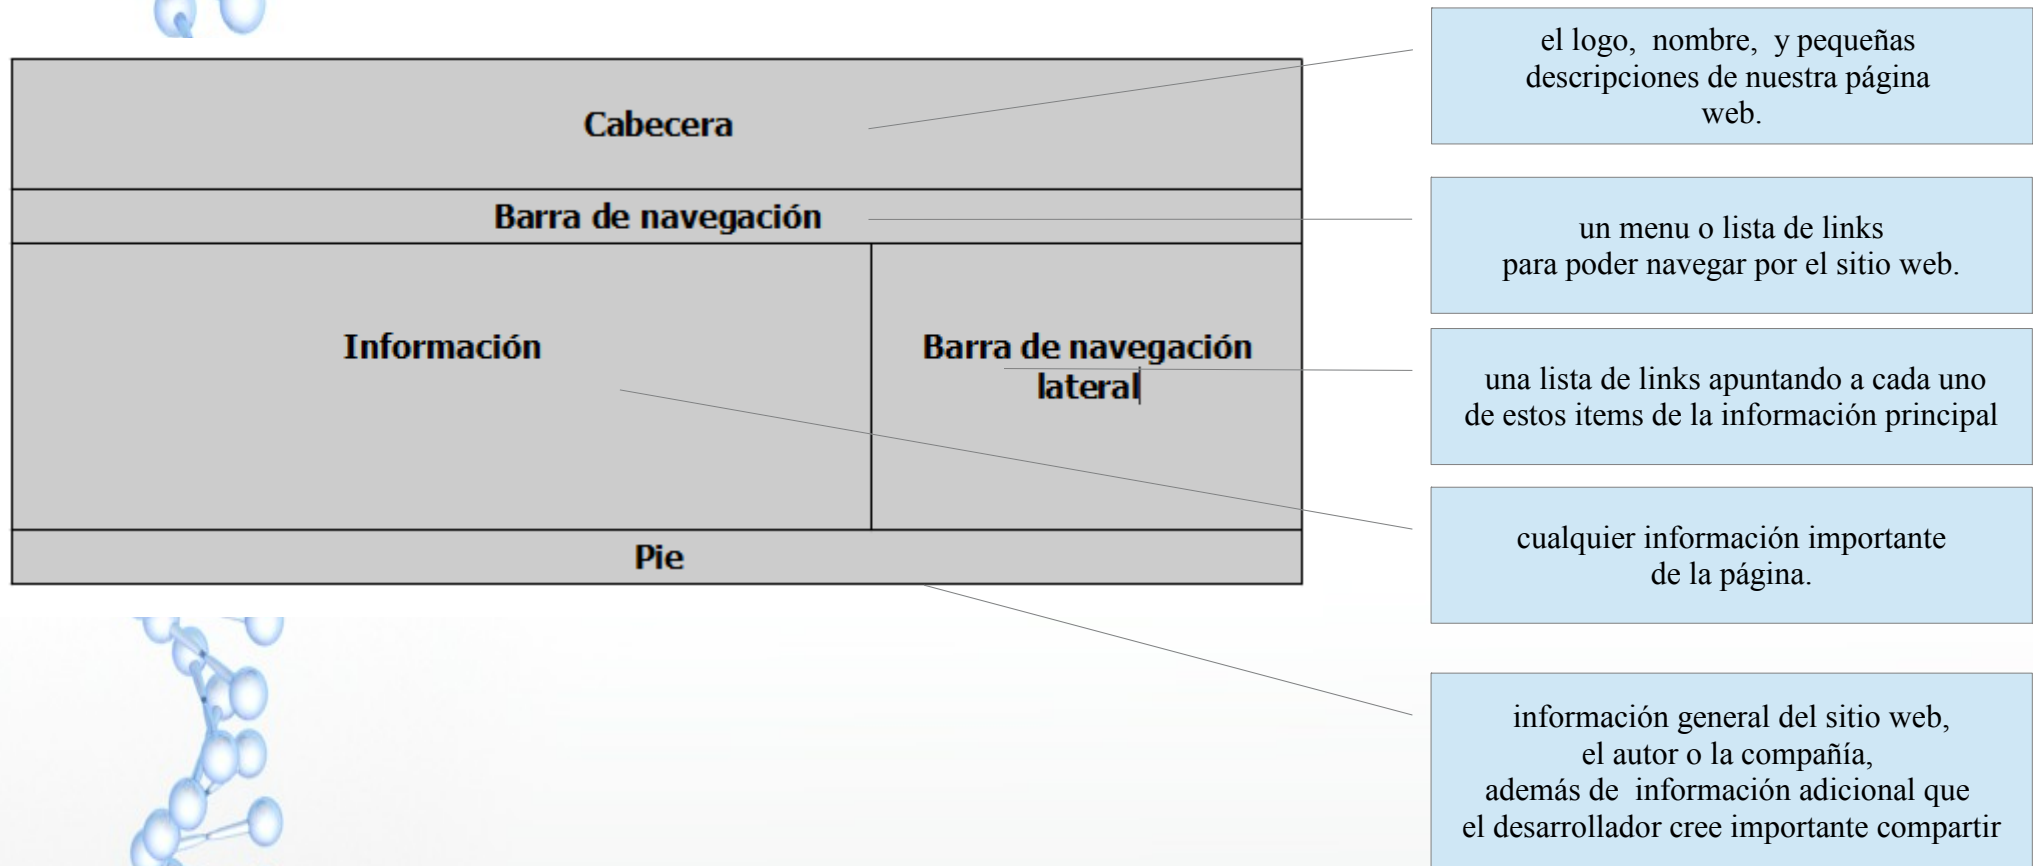 Cabecera
Barra de navegación
Información
Barra de navegación
lateral
Pie
el logo, nombre, y pequeñas
descripciones de nuestra página
web.
un menu o lista de links
para poder navegar por el sitio web.
una lista de links apuntando a cada uno
de estos items de la información principal
cualquier información importante
de la página.
información general del sitio web,
el autor o la compañía,
además de información adicional que
el desarrollador cree importante compartir